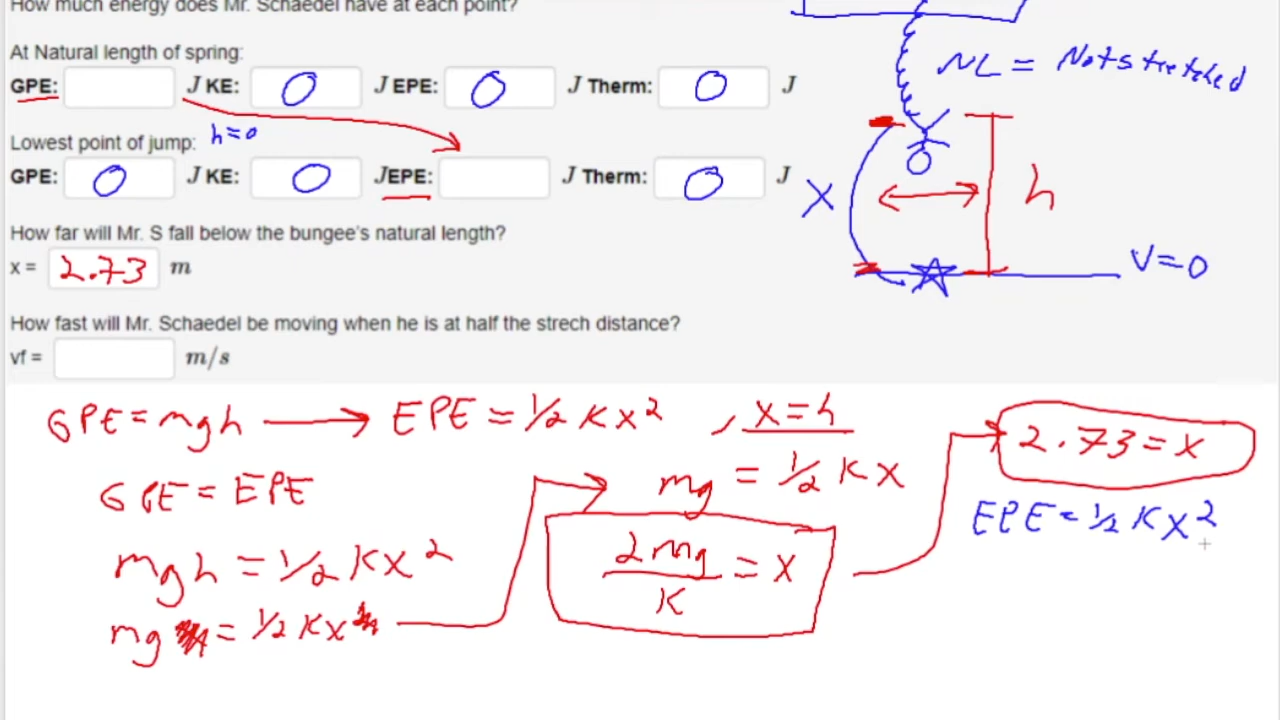 How much energy does Mr. Schaedel have at each point?
At Natural length of spring:
GPE: J KE: 0 J EPE: 0 J Therm: 0 J
h=0
Lowest point of jump:
GPE: 0 J KE: 0 J EPE: J Therm: 0 J
How far will Mr. S fall below the bungee's natural length?
x = 2.73 m
How fast will Mr. Schaedel be moving when he is at half the strech distance?
vf = m/s
NL = Not stretched
X
h
V=0
GPE = mgh → EPE = 1/2 KX² , X=h
GPE = EPE
mgh = 1/2 KX²
mg = 1/2 KX
mg = 1/2 KX
2mg/K = X
2.73 = X
EPE = 1/2 KX²